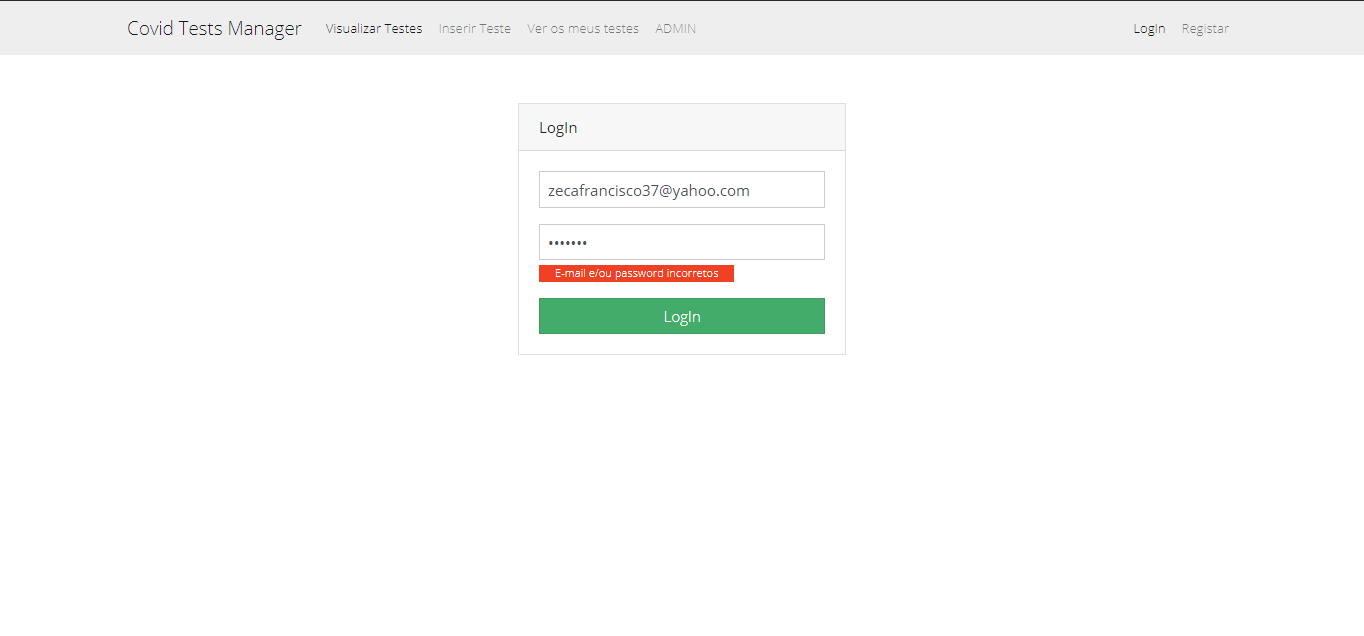 Covid Tests Manager Visualizar Testes Inserir Teste Ver os meus testes ADMIN LogIn Registar
LogIn
zecafrancisco37@yahoo.com
•••••••
E-mail e/ou password incorretos
LogIn